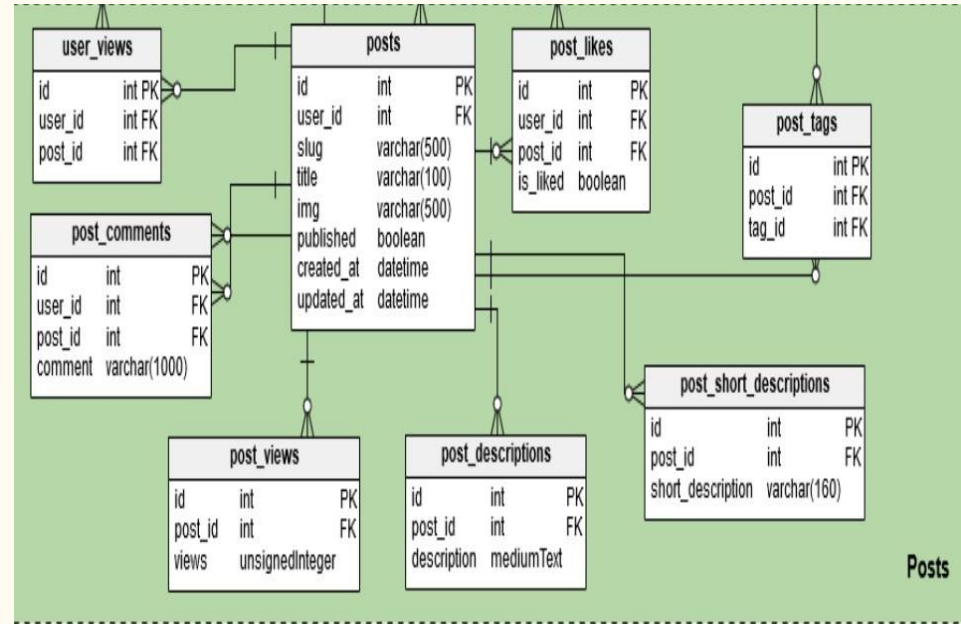 user_views
id int PK
user_id int FK
post_id int FK
posts
id int PK
user_id int FK
slug varchar(500)
title varchar(100)
img varchar(500)
published boolean
created_at datetime
updated_at datetime
post_likes
id int PK
user_id int FK
post_id int FK
is_liked boolean
post_tags
id int PK
post_id int FK
tag_id int FK
post_comments
id int PK
user_id int FK
post_id int FK
comment varchar(1000)
post_short_descriptions
id int PK
post_id int FK
short_description varchar(160)
post_views
id int PK
post_id int FK
views unsignedInteger
post_descriptions
id int PK
post_id int FK
description mediumText
Posts